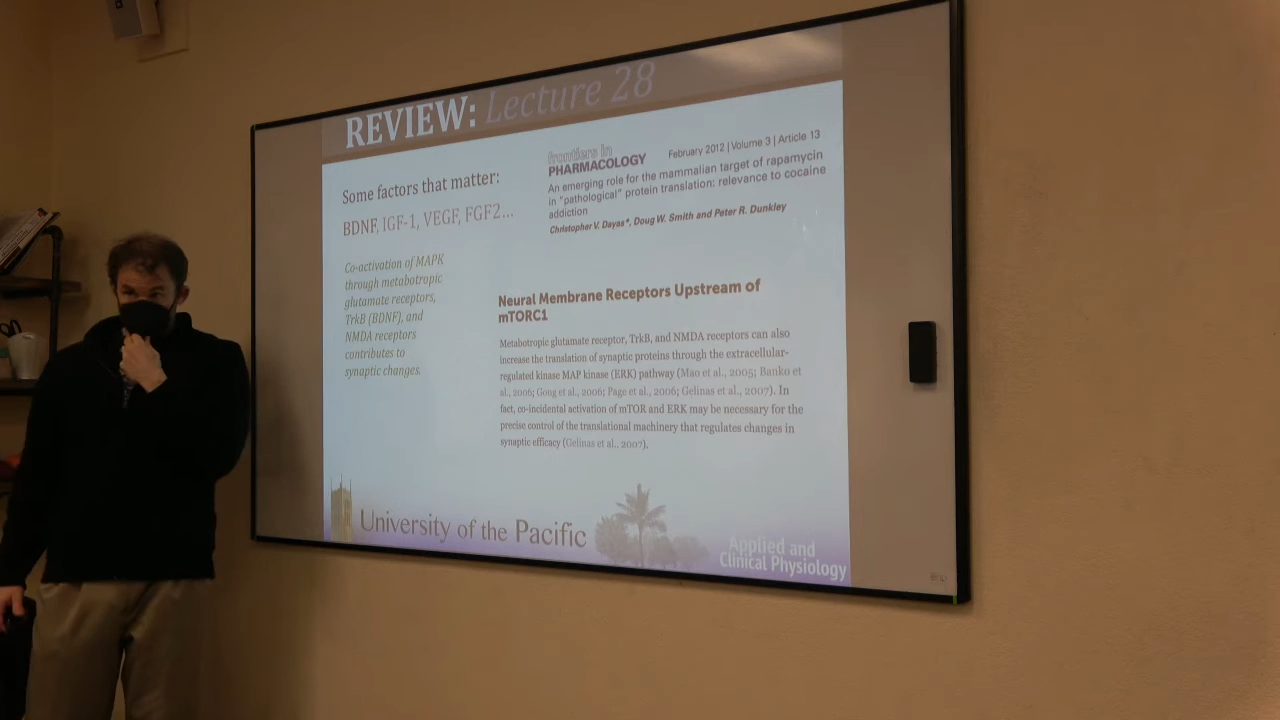 REVIEW: Lecture 28
Some factors that matter:
BDNF, IGF-1, VEGF, FGF2...
Co-activation of MAPK
through metabotropic
glutamate receptors,
TrkB (BDNF), and
NMDA receptors
contributes to
synaptic changes.
frontiers in
PHARMACOLOGY
February 2012 | Volume 3 | Article 13
An emerging role for the mammalian target of rapamycin
in "pathological" protein translation: relevance to cocaine
addiction
Christopher V. Dayas*, Doug W. Smith and Peter R. Dunkley
Neural Membrane Receptors Upstream of
mTORC1
Metabotropic glutamate receptor, TrkB, and NMDA receptors can also
increase the translation of synaptic proteins through the extracellular-
regulated kinase MAP kinase (ERK) pathway (Mao et al., 2005; Banko et
al., 2006; Gong et al., 2006; Page et al., 2006; Gelinas et al., 2007). In
fact, co-incidental activation of mTOR and ERK may be necessary for the
precise control of the translational machinery that regulates changes in
synaptic efficacy (Gelinas et al., 2007).
University of the Pacific
Applied and
Clinical Physiology